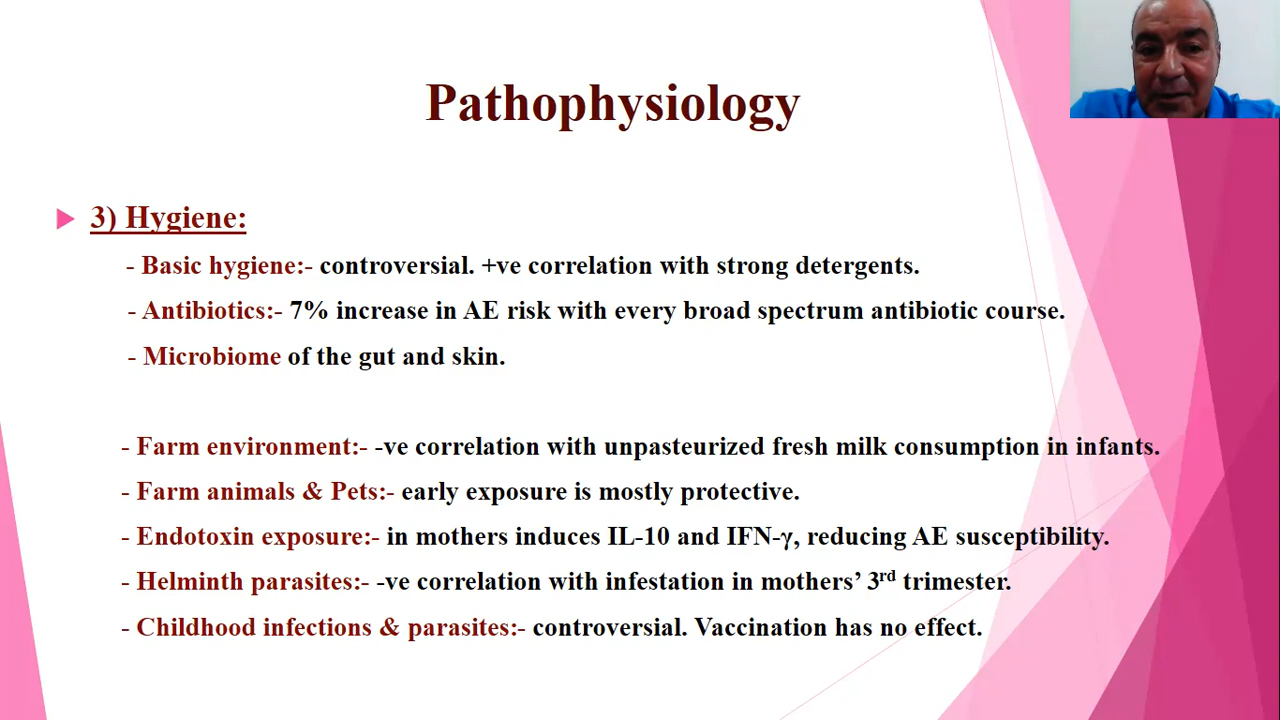 Pathophysiology
3) Hygiene:
- Basic hygiene:- controversial. +ve correlation with strong detergents.
- Antibiotics:- 7% increase in AE risk with every broad spectrum antibiotic course.
- Microbiome of the gut and skin.
- Farm environment:- -ve correlation with unpasteurized fresh milk consumption in infants.
- Farm animals & Pets:- early exposure is mostly protective.
- Endotoxin exposure:- in mothers induces IL-10 and IFN-γ, reducing AE susceptibility.
- Helminth parasites:- -ve correlation with infestation in mothers’ 3rd trimester.
- Childhood infections & parasites:- controversial. Vaccination has no effect.